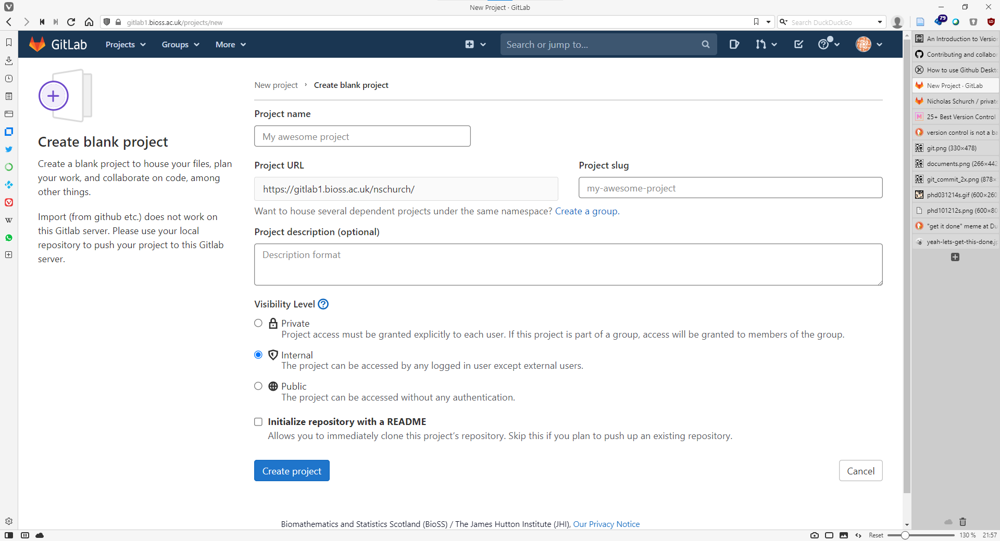 New Project · GitLab
gitlab1.bioss.ac.uk/projects/new
Search DuckDuckGo
79
GitLab
Projects
Groups
More
Search or jump to...
Create blank project
Create a blank project to house your files, plan
your work, and collaborate on code, among
other things.
Import (from github etc.) does not work on
this Gitlab server. Please use your local
repository to push your project to this Gitlab
server.
New project › Create blank project
Project name
My awesome project
Project URL
https://gitlab1.bioss.ac.uk/nschurch/
Project slug
my-awesome-project
Want to house several dependent projects under the same namespace? Create a group.
Project description (optional)
Description format
Visibility Level
Private
Project access must be granted explicitly to each user. If this project is part of a group, access will be granted to members of the group.
Internal
The project can be accessed by any logged in user except external users.
Public
The project can be accessed without any authentication.
Initialize repository with a README
Allows you to immediately clone this project's repository. Skip this if you plan to push up an existing repository.
Create project
Cancel
Biomathematics and Statistics Scotland (BioSS) / The James Hutton Institute (JHI), Our Privacy Notice
An Introduction to Versio
Contributing and collabo
How to use Github Deskt
New Project · GitLab
Nicholas Schurch / private
25+ Best Version Control
version control is not a ba
git.png (330×478)
documents.png (266×442
git_commit_2x.png (878×
phd031214s.gif (600×260
phd101212s.png (600×80
"get it done" meme at Du
yeah-lets-get-this-done.j
Reset
130 %
21:57